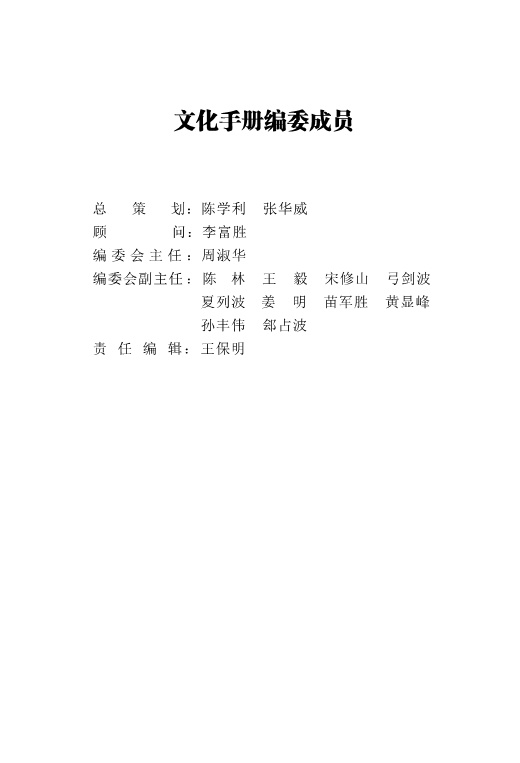 文化手册编委成员
总　策　划：陈学利　张华威
顾　　　问：李富胜
编委会主任：周淑华
编委会副主任：陈　林　王　毅　宋修山　弓剑波
夏列波　姜　明　苗军胜　黄显峰
孙丰伟　郐占波
责任编辑：王保明